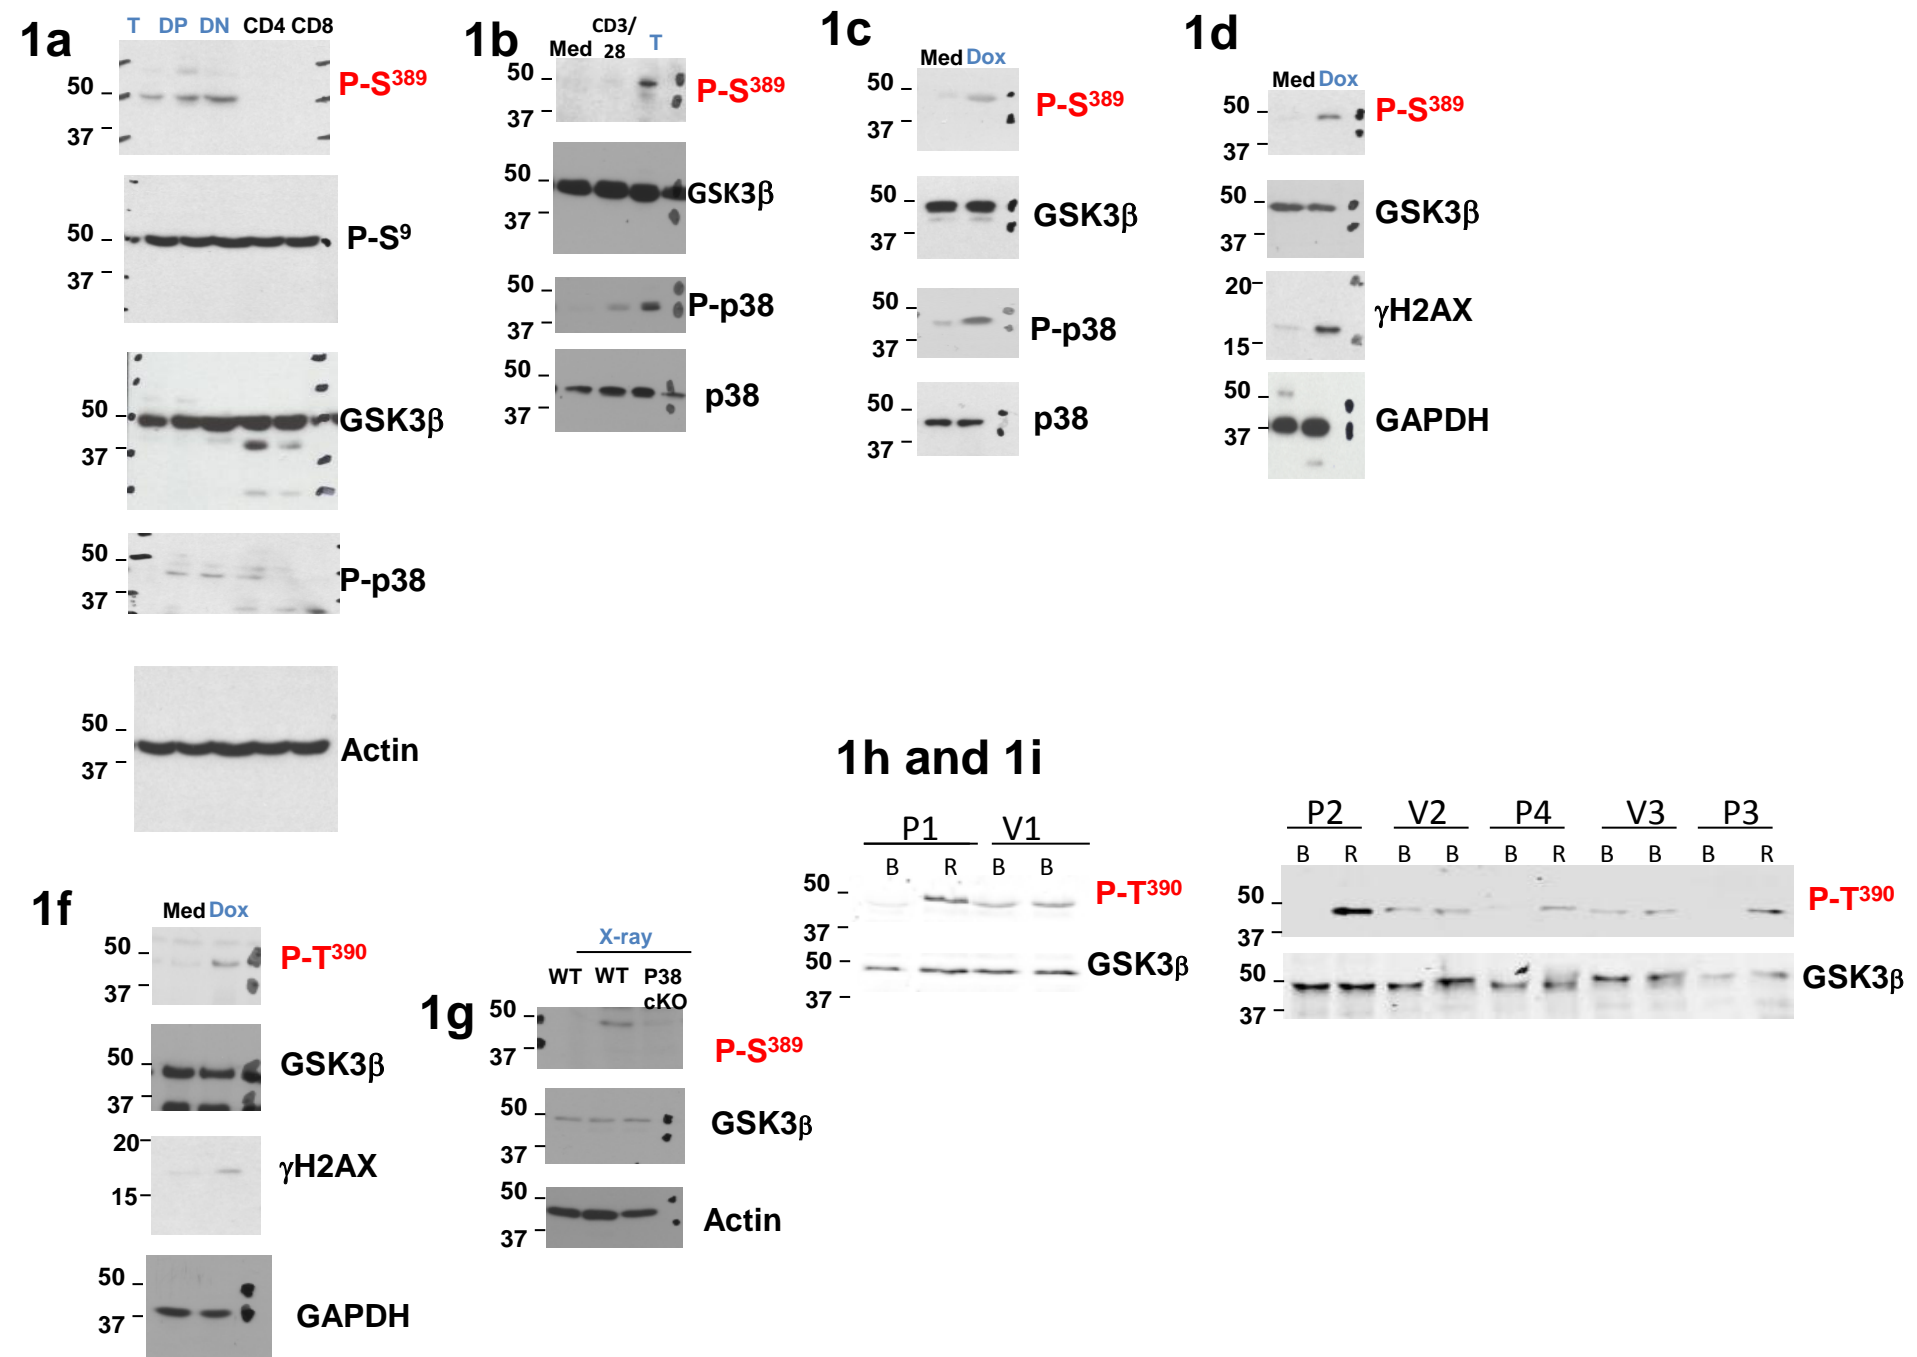 1a
T DP DN CD4 CD8
50
37
P-S389
50
37
P-S9
50
37
GSK3β
50
37
P-p38
50
37
Actin
1b
Med CD3/
28 T
50
37
P-S389
50
37
GSK3β
50
37
P-p38
50
37
p38
1c
Med Dox
50
37
P-S389
50
37
GSK3β
50
37
P-p38
50
37
p38
1d
Med Dox
50
37
P-S389
50
37
GSK3β
20
15
γH2AX
50
37
GAPDH
1f
Med Dox
50
37
P-T390
50
37
GSK3β
20
15
γH2AX
50
37
GAPDH
1g
X-ray
WT WT P38
cKO
50
37
P-S389
50
37
GSK3β
50
37
Actin
1h and 1i
P1 V1
B R B B
50
37
P-T390
50
37
GSK3β
P2 V2 P4 V3 P3
B R B B B R B B B R
50
37
P-T390
50
37
GSK3β